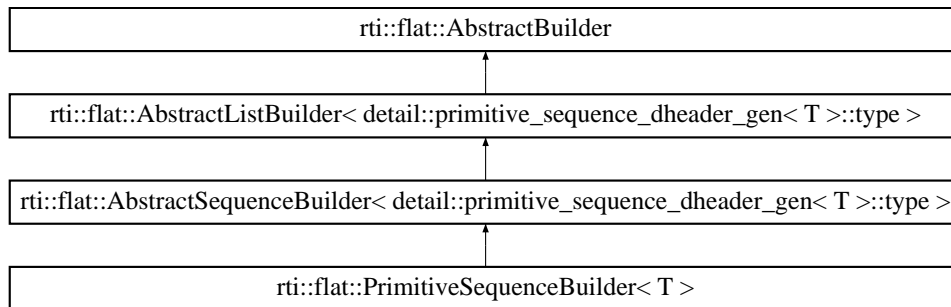 rti::flat::AbstractBuilder
rti::flat::AbstractListBuilder< detail::primitive_sequence_dheader_gen< T >::type >
rti::flat::AbstractSequenceBuilder< detail::primitive_sequence_dheader_gen< T >::type >
rti::flat::PrimitiveSequenceBuilder< T >